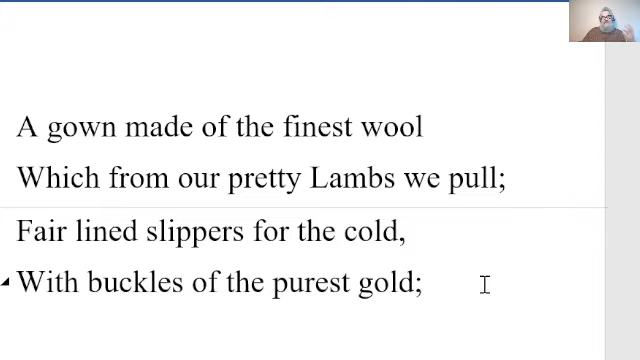 A gown made of the finest wool
Which from our pretty Lambs we pull;
Fair lined slippers for the cold,
With buckles of the purest gold;